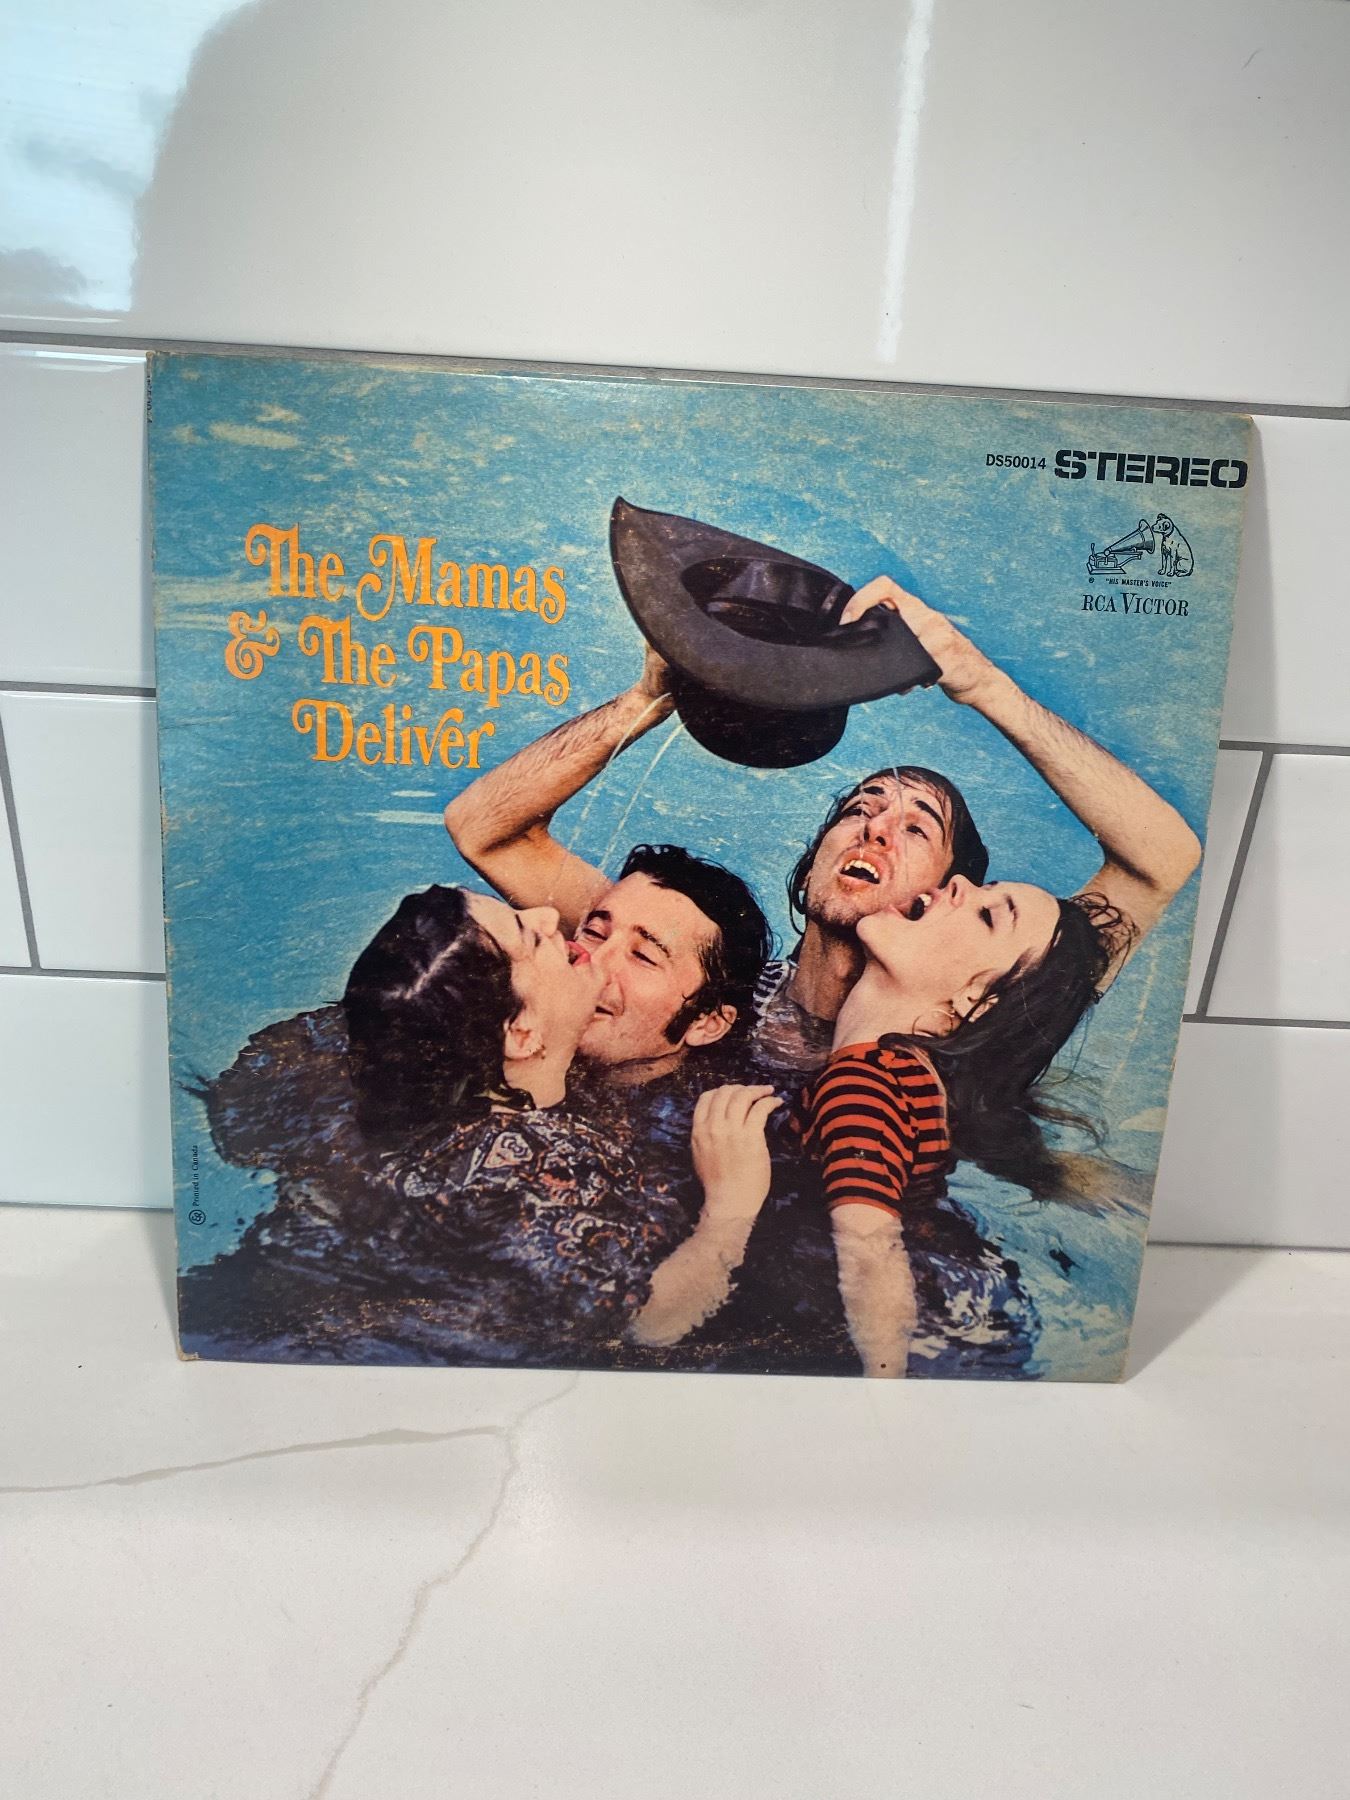 DS50014 STEREO
The Mamas
& The Papas
Deliver
"HIS MASTER'S VOICE"
RCA VICTOR
Printed in Canada